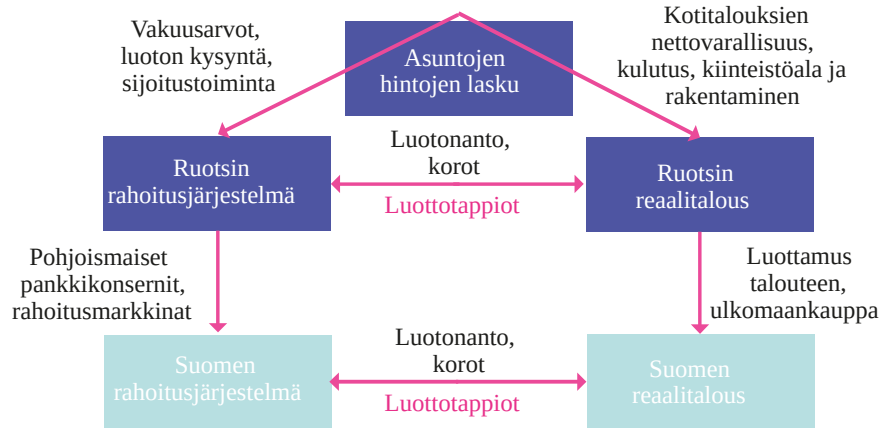 Vakuusarvot,
luoton kysyntä,
sijoitustoiminta
Asuntojen
hintojen lasku
Kotitalouksien
nettovarallisuus,
kulutus, kiinteistöala ja
rakentaminen
Ruotsin
rahoitusjärjestelmä
Luotonanto,
korot
Luottotappiot
Ruotsin
reaalitalous
Pohjoismaiset
pankkikonsernit,
rahoitusmarkkinat
Luottamus
talouteen,
ulkomaankauppa
Suomen
rahoitusjärjestelmä
Luotonanto,
korot
Luottotappiot
Suomen
reaalitalous